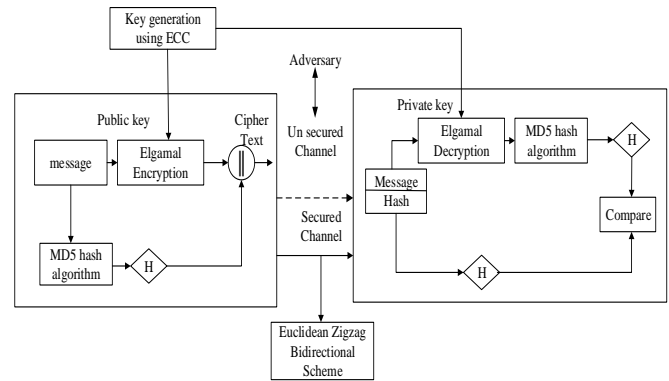 Key generation
using ECC
Adversary
Un secured
Channel
Public key
Cipher
Text
message
Elgamal
Encryption
||
MD5 hash
algorithm
H
Secured
Channel
Euclidean Zigzag
Bidirectional
Scheme
Private key
Elgamal
Decryption
MD5 hash
algorithm
H
Message
Hash
Compare
H